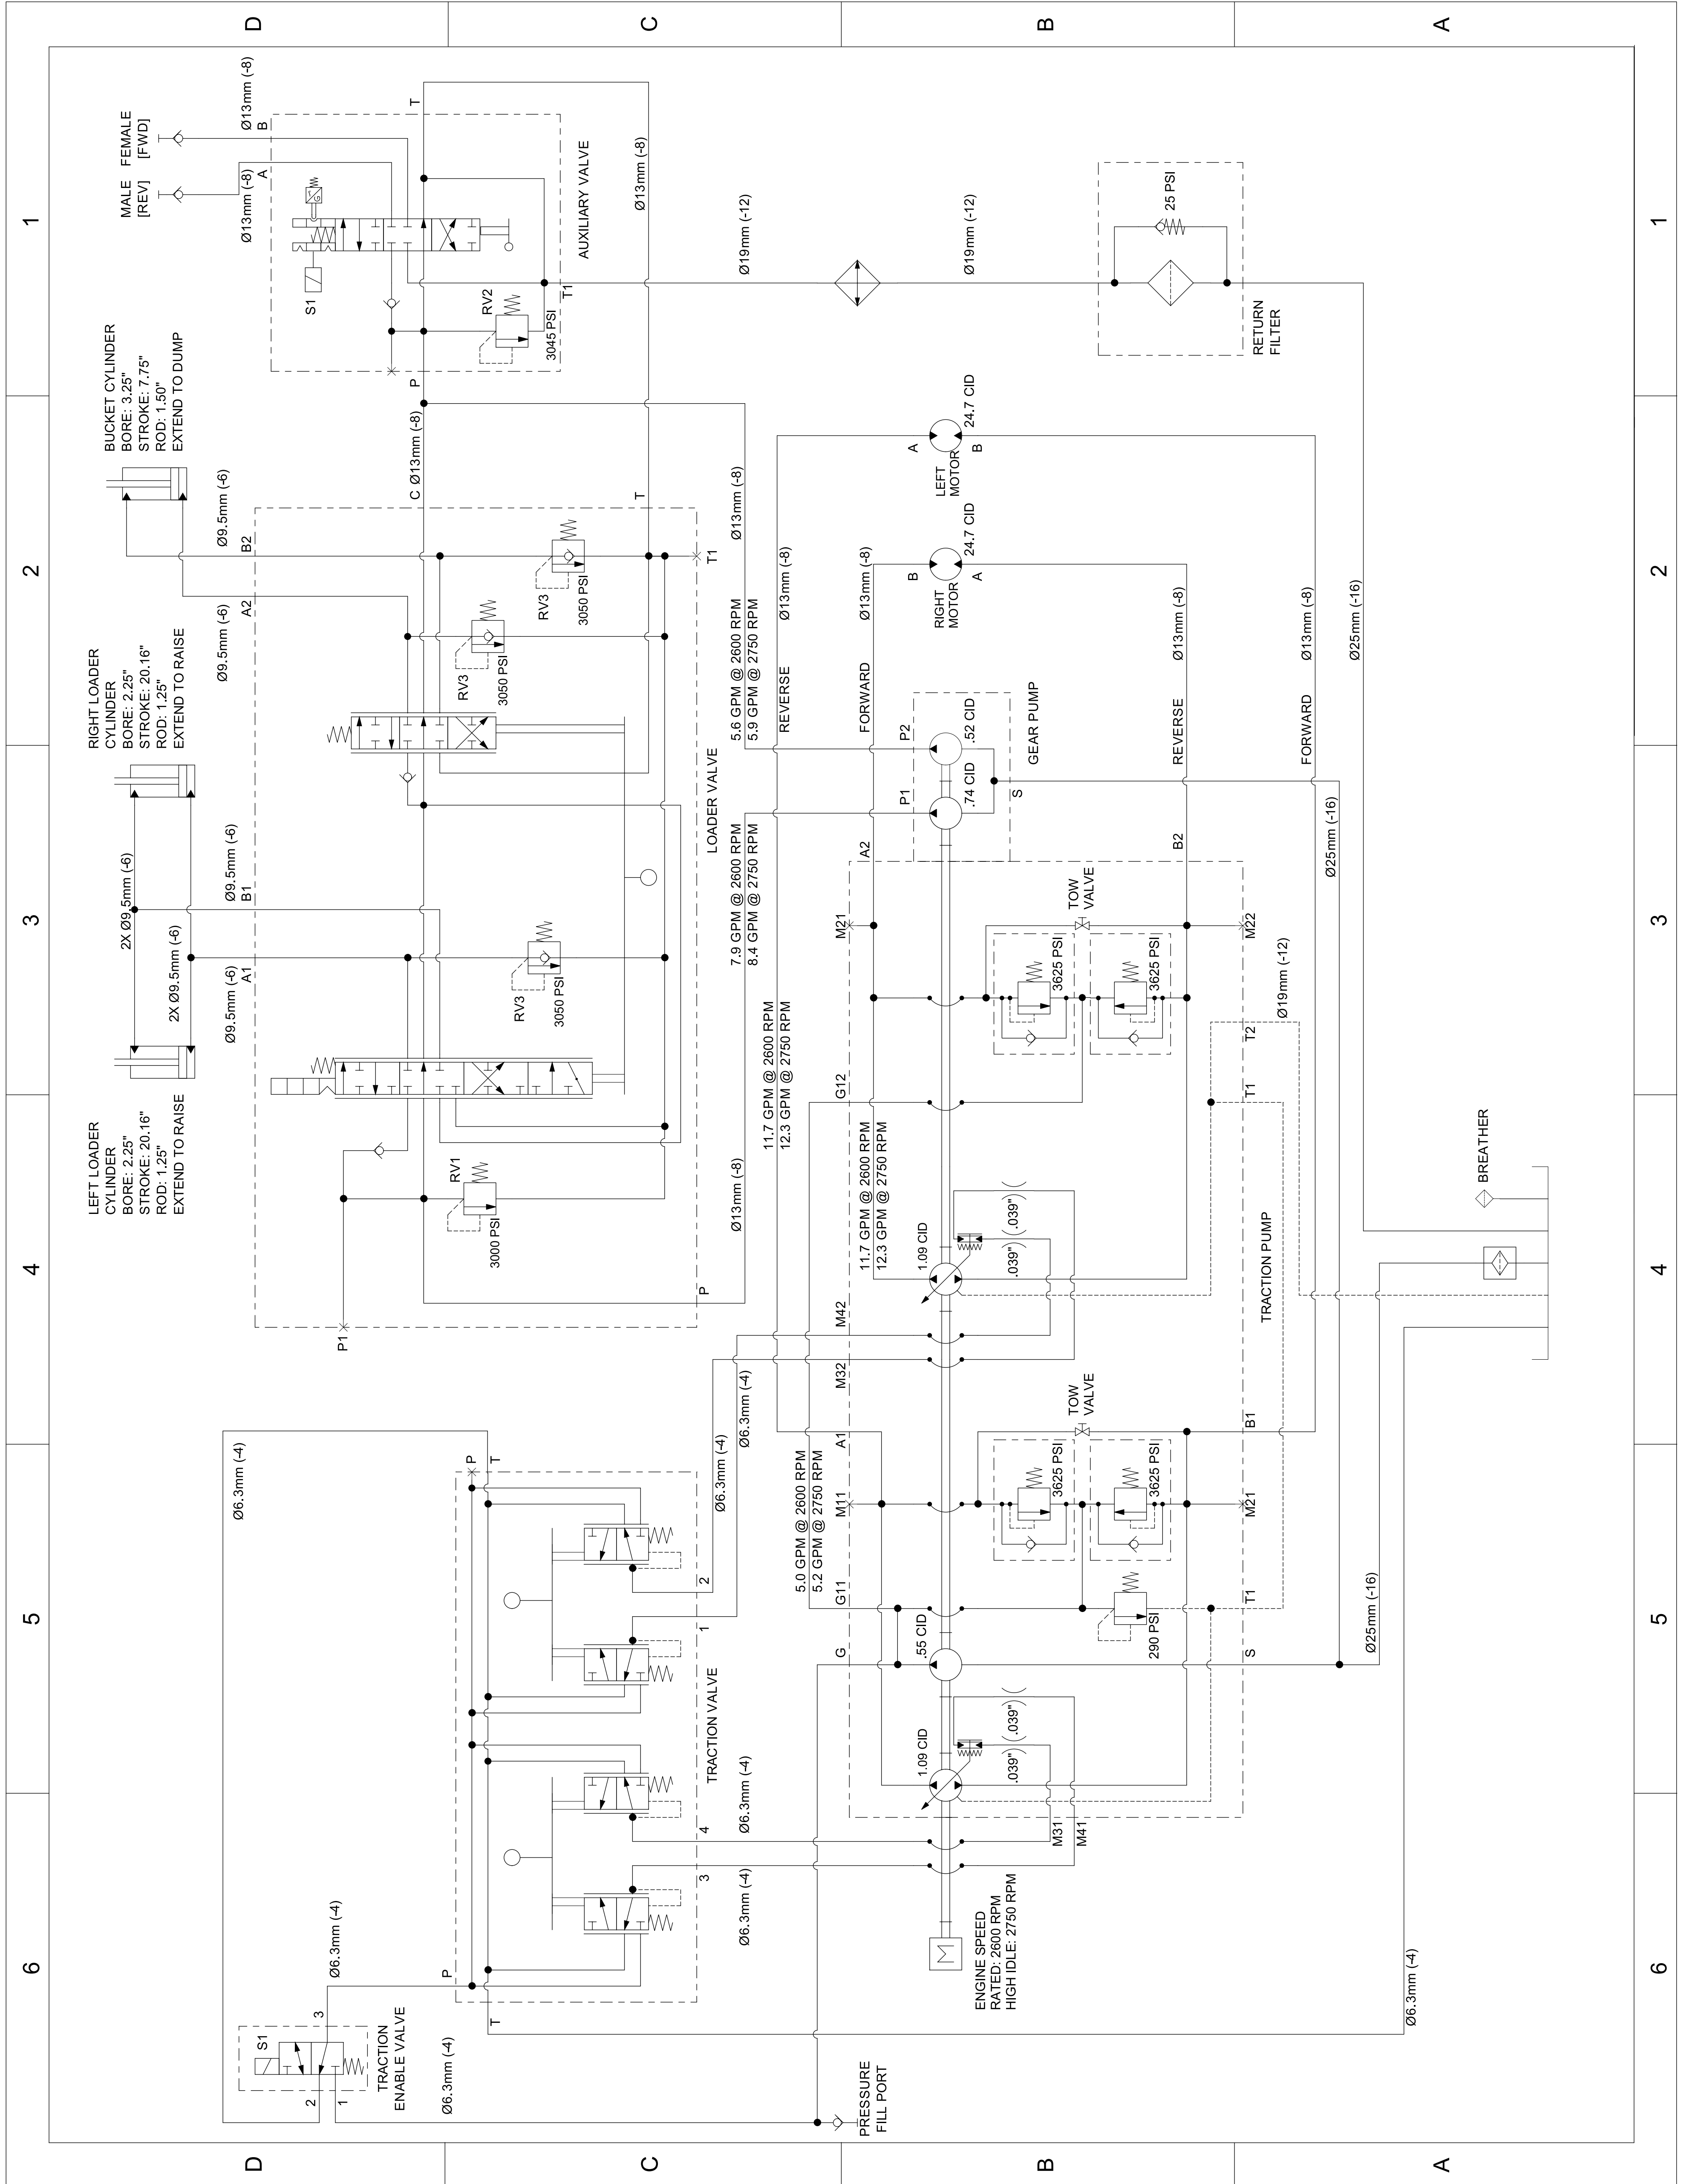 D
C
B
A
6
5
4
3
2
1
LEFT LOADER
CYLINDER
BORE: 2.25"
STROKE: 20.16"
ROD: 1.25"
EXTEND TO RAISE
RIGHT LOADER
CYLINDER
BORE: 2.25"
STROKE: 20.16"
ROD: 1.25"
EXTEND TO RAISE
BUCKET CYLINDER
BORE: 3.25"
STROKE: 7.75"
ROD: 1.50"
EXTEND TO DUMP
MALE
[REV]
FEMALE
[FWD]
2X Ø9.5mm (-6)
2X Ø9.5mm (-6)
Ø9.5mm (-6)
A1
Ø9.5mm (-6)
B1
Ø9.5mm (-6)
A2
Ø9.5mm (-6)
B2
Ø13mm (-8)
A
Ø13mm (-8)
Ø13mm (-8)
B
S1
G
RV2
3045 PSI
T1
P
T
AUXILIARY VALVE
Ø13mm (-8)
C Ø13mm (-8)
T
T1
RV3
3050 PSI
RV3
3050 PSI
RV3
3050 PSI
RV1
3000 PSI
P1
P
LOADER VALVE
Ø13mm (-8)
Ø13mm (-8)
S1
2
1
3
TRACTION
ENABLE VALVE
Ø6.3mm (-4)
Ø6.3mm (-4)
Ø6.3mm (-4)
P
T
P
T
3
4
1
2
TRACTION VALVE
Ø6.3mm (-4)
Ø6.3mm (-4)
Ø6.3mm (-4)
Ø6.3mm (-4)
PRESSURE
FILL PORT
7.9 GPM @ 2600 RPM
8.4 GPM @ 2750 RPM
5.6 GPM @ 2600 RPM
5.9 GPM @ 2750 RPM
11.7 GPM @ 2600 RPM
12.3 GPM @ 2750 RPM
REVERSE
Ø13mm (-8)
5.0 GPM @ 2600 RPM
5.2 GPM @ 2750 RPM
11.7 GPM @ 2600 RPM
12.3 GPM @ 2750 RPM
FORWARD
Ø13mm (-8)
G
G11
M11
A1
M32
M42
G12
M21
A2
M
ENGINE SPEED
RATED: 2600 RPM
HIGH IDLE: 2750 RPM
1.09 CID
.039"
.039"
M31
M41
.55 CID
290 PSI
3625 PSI
3625 PSI
TOW
VALVE
S
T1
M21
B1
1.09 CID
.039"
.039"
3625 PSI
3625 PSI
TOW
VALVE
T1
T2
M22
B2
TRACTION PUMP
P1
P2
.74 CID
.52 CID
S
GEAR PUMP
B
A
RIGHT
MOTOR
24.7 CID
A
B
LEFT
MOTOR
24.7 CID
REVERSE
Ø13mm (-8)
FORWARD
Ø13mm (-8)
Ø19mm (-12)
Ø19mm (-12)
25 PSI
RETURN
FILTER
Ø19mm (-12)
Ø25mm (-16)
Ø25mm (-16)
Ø25mm (-16)
Ø6.3mm (-4)
BREATHER
D
C
B
A
6
5
4
3
2
1